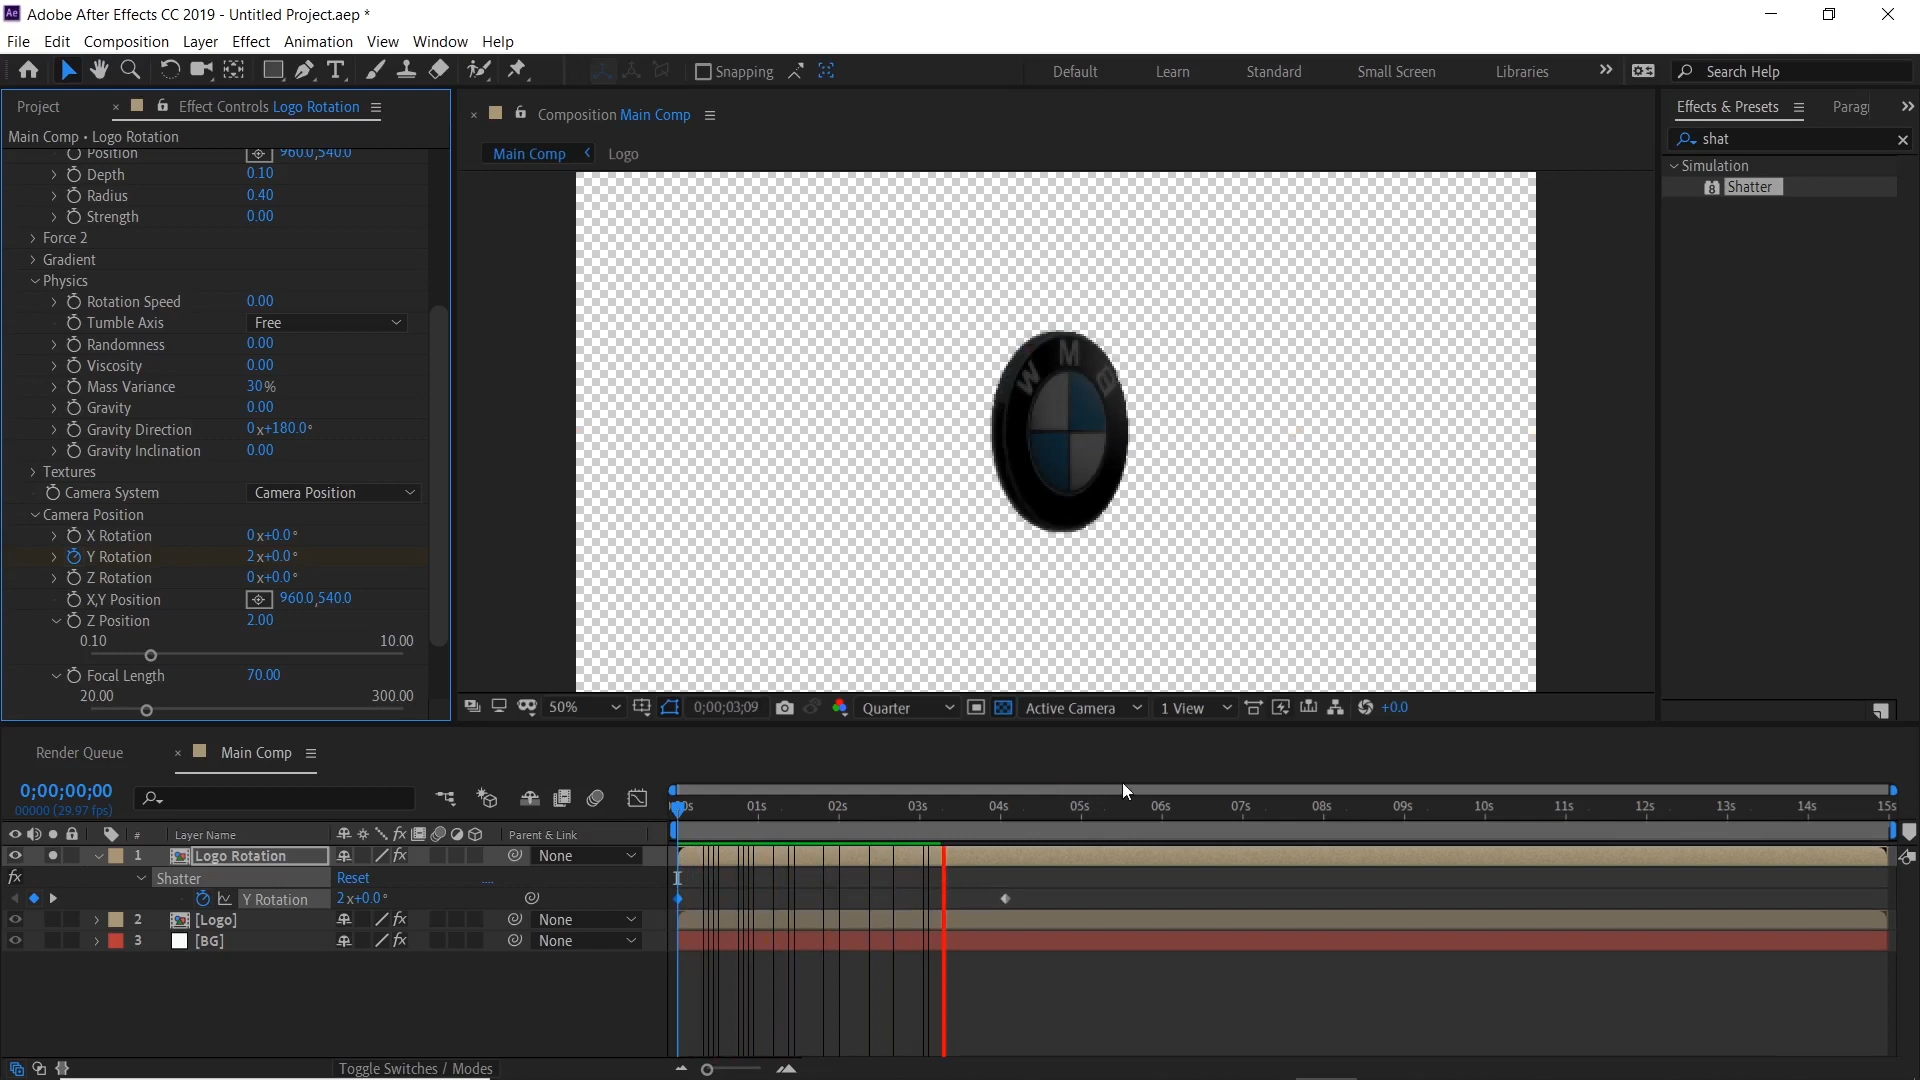 Adobe After Effects CC 2019 - Untitled Project.aep *
File Edit Composition Layer Effect Animation View Window Help
Snapping
Default Learn Standard Small Screen Libraries
Search Help
Project
Effect Controls Logo Rotation
Main Comp • Logo Rotation
Position 960.0,540.0
Depth 0.10
Radius 0.40
Strength 0.00
Force 2
Gradient
Physics
Rotation Speed 0.00
Tumble Axis Free
Randomness 0.00
Viscosity 0.00
Mass Variance 30%
Gravity 0.00
Gravity Direction 0x+180.0°
Gravity Inclination 0.00
Textures
Camera System Camera Position
Camera Position
X Rotation 0x+0.0°
Y Rotation 2x+0.0°
Z Rotation 0x+0.0°
X,Y Position 960.0,540.0
Z Position 2.00
0.10 10.00
Focal Length 70.00
20.00 300.00
Composition Main Comp
Main Comp Logo
W M B
50% 0;00;03;09 Quarter Active Camera 1 View +0.0
Effects & Presets Parag
shat
Simulation
8 Shatter
Render Queue Main Comp
0;00;00;00
00000 (29.97 fps)
00s 01s 02s 03s 04s 05s 06s 07s 08s 09s 10s 11s 12s 13s 14s 15s
# Layer Name fx Parent & Link
1 Logo Rotation fx None
fx Shatter Reset ....
Y Rotation 2x+0.0°
2 [Logo] fx None
3 [BG] fx None
Toggle Switches / Modes